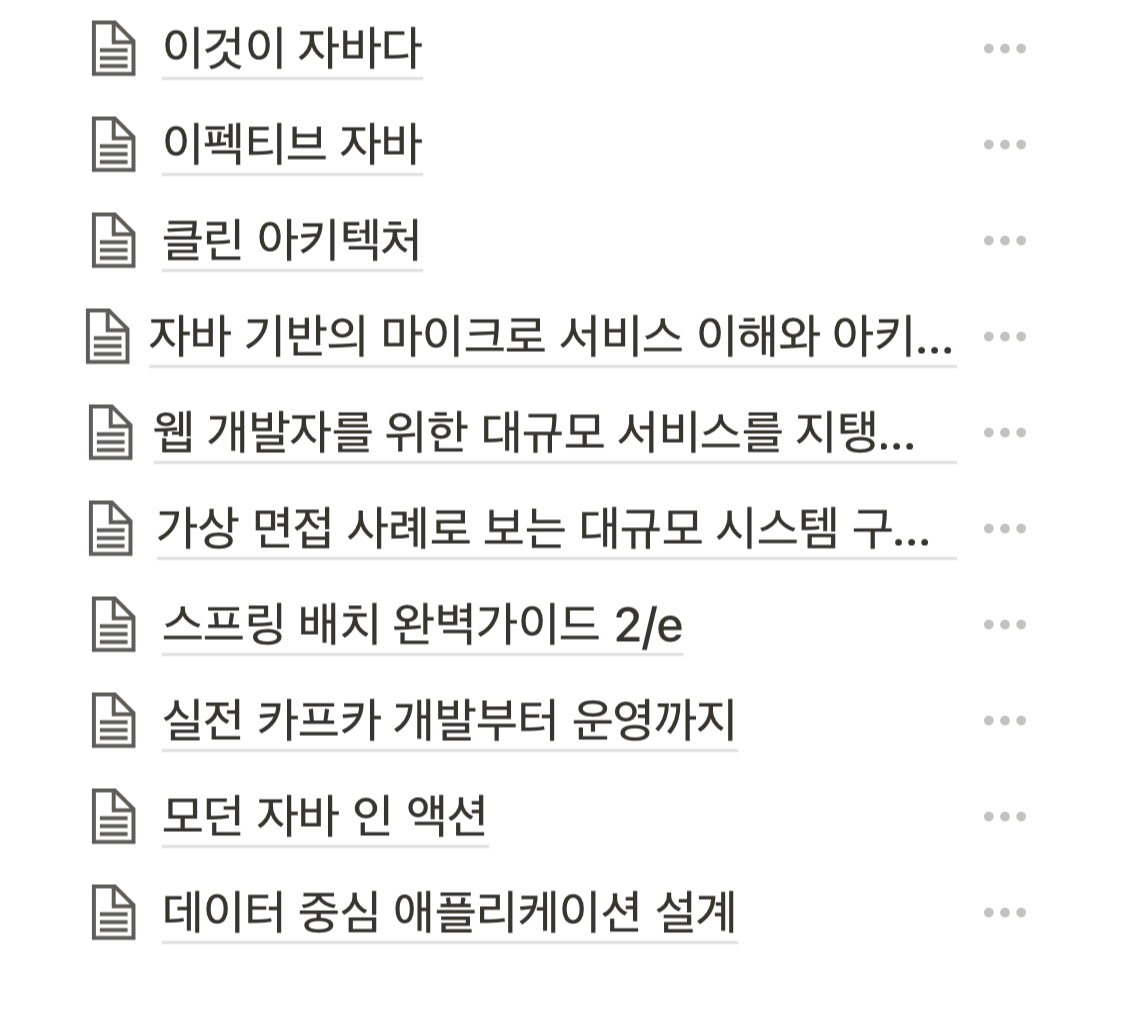 이것이 자바다
이펙티브 자바
클린 아키텍처
자바 기반의 마이크로 서비스 이해와 아키...
웹 개발자를 위한 대규모 서비스를 지탱...
가상 면접 사례로 보는 대규모 시스템 구...
스프링 배치 완벽가이드 2/e
실전 카프카 개발부터 운영까지
모던 자바 인 액션
데이터 중심 애플리케이션 설계